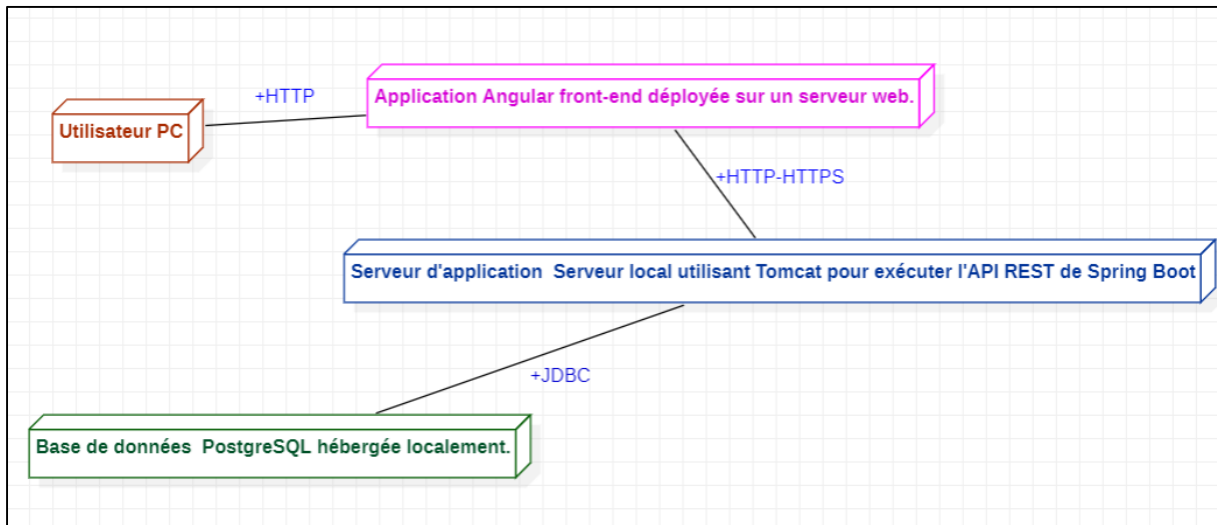 +HTTP
Application Angular front-end déployée sur un serveur web.
Utilisateur PC
+HTTP-HTTPS
Serveur d'application  Serveur local utilisant Tomcat pour exécuter l'API REST de Spring Boot
+JDBC
Base de données  PostgreSQL hébergée localement.